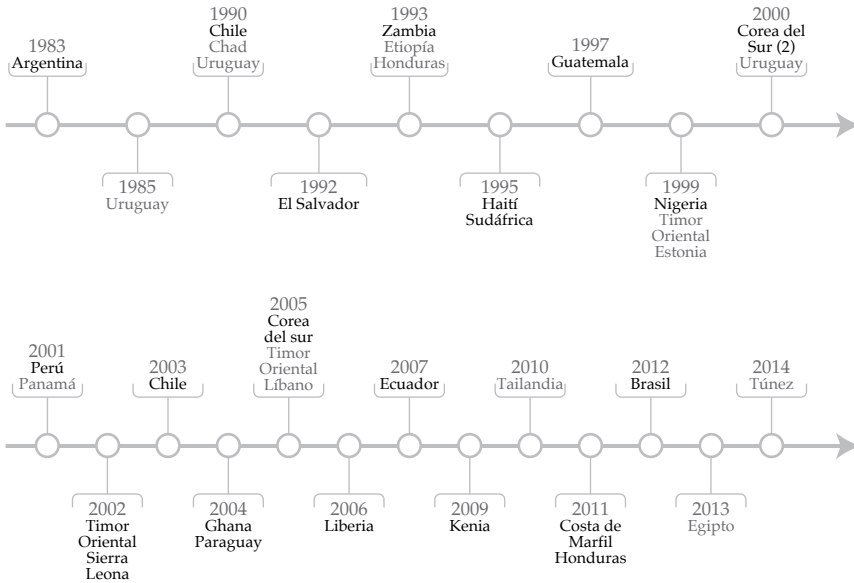 1983
Argentina
1985
Uruguay
1990
Chile
Chad
Uruguay
1992
El Salvador
1993
Zambia
Etiopía
Honduras
1995
Haití
Sudáfrica
1997
Guatemala
1999
Nigeria
Timor
Oriental
Estonia
2000
Corea del
Sur (2)
Uruguay
2001
Perú
Panamá
2002
Timor
Oriental
Sierra
Leona
2003
Chile
2004
Ghana
Paraguay
2005
Corea
del sur
Timor
Oriental
Líbano
2006
Liberia
2007
Ecuador
2009
Kenia
2010
Tailandia
2011
Costa de
Marfil
Honduras
2012
Brasil
2013
Egipto
2014
Túnez